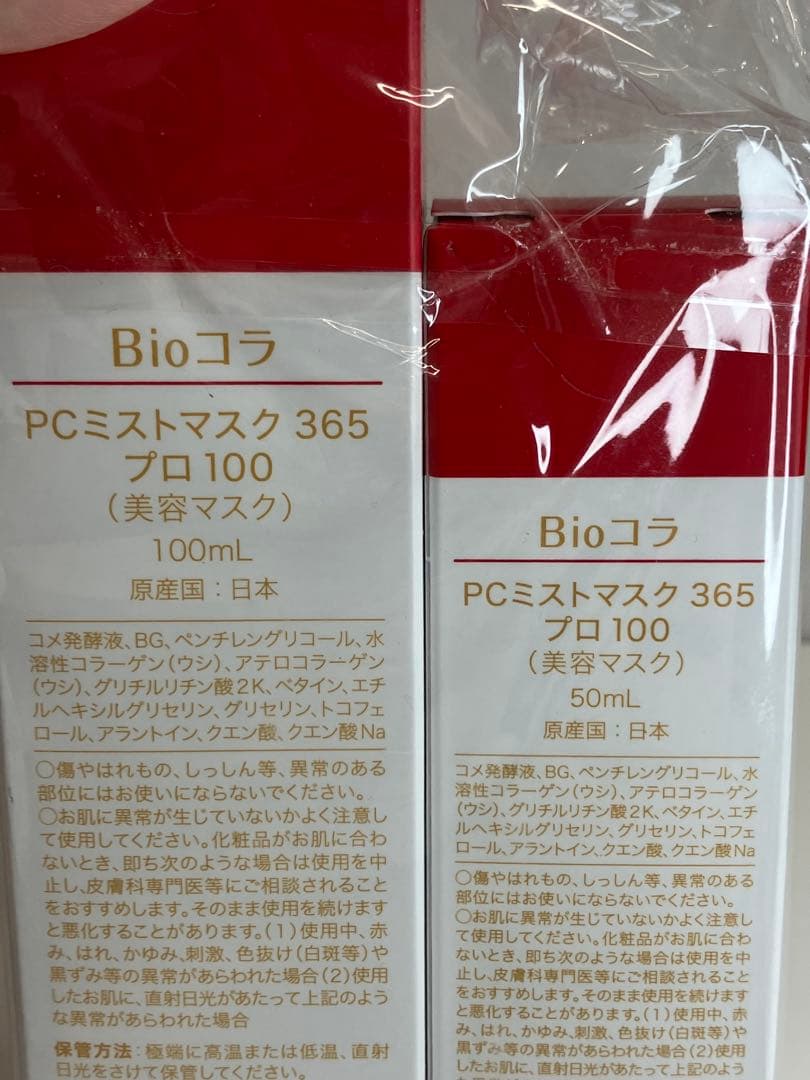 Bioコラ
PCミストマスク 365
プロ100
(美容マスク)
100mL
原産国：日本
コメ発酵液、BG、ペンチレングリコール、水
溶性コラーゲン(ウシ)、アテロコラーゲン
(ウシ)、グリチルリチン酸2K、ベタイン、エチ
ルヘキシルグリセリン、グリセリン、トコフェ
ロール、アラントイン、クエン酸、クエン酸Na
○傷やはれもの、しっしん等、異常のある
部位にはお使いにならないでください。
○お肌に異常が生じていないかよく注意し
て使用してください。化粧品がお肌に合わ
ないとき、即ち次のような場合は使用を中
止し、皮膚科専門医等にご相談されること
をおすすめします。そのまま使用を続けます
と悪化することがあります。(1)使用中、赤
み、はれ、かゆみ、刺激、色抜け(白斑等)や
黒ずみ等の異常があらわれた場合(2)使用
したお肌に、直射日光があたって上記のよう
な異常があらわれた場合
保管方法：極端に高温または低温、直射
日光をさけて保管してください。
Bioコラ
PCミストマスク 365
プロ100
(美容マスク)
50mL
原産国：日本
コメ発酵液、BG、ペンチレングリコール、水
溶性コラーゲン(ウシ)、アテロコラーゲン
(ウシ)、グリチルリチン酸2K、ベタイン、エチ
ルヘキシルグリセリン、グリセリン、トコフェ
ロール、アラントイン、クエン酸、クエン酸Na
○傷やはれもの、しっしん等、異常のある
部位にはお使いにならないでください。
○お肌に異常が生じていないかよく注意し
て使用してください。化粧品がお肌に合わ
ないとき、即ち次のような場合は使用を中
止し、皮膚科専門医等にご相談されること
をおすすめします。そのまま使用を続けます
と悪化することがあります。(1)使用中、赤
み、はれ、かゆみ、刺激、色抜け(白斑等)や
黒ずみ等の異常があらわれた場合(2)使用
したお肌に、直射日光があたって上記のよう